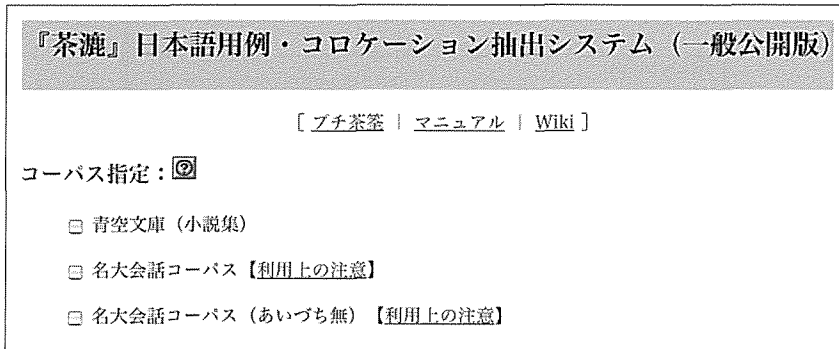 『茶漉』日本語用例・コロケーション抽出システム（一般公開版）
[ プチ茶筌 | マニュアル | Wiki ]
コーパス指定：?
青空文庫（小説集）
名大会話コーパス【利用上の注意】
名大会話コーパス（あいづち無）【利用上の注意】